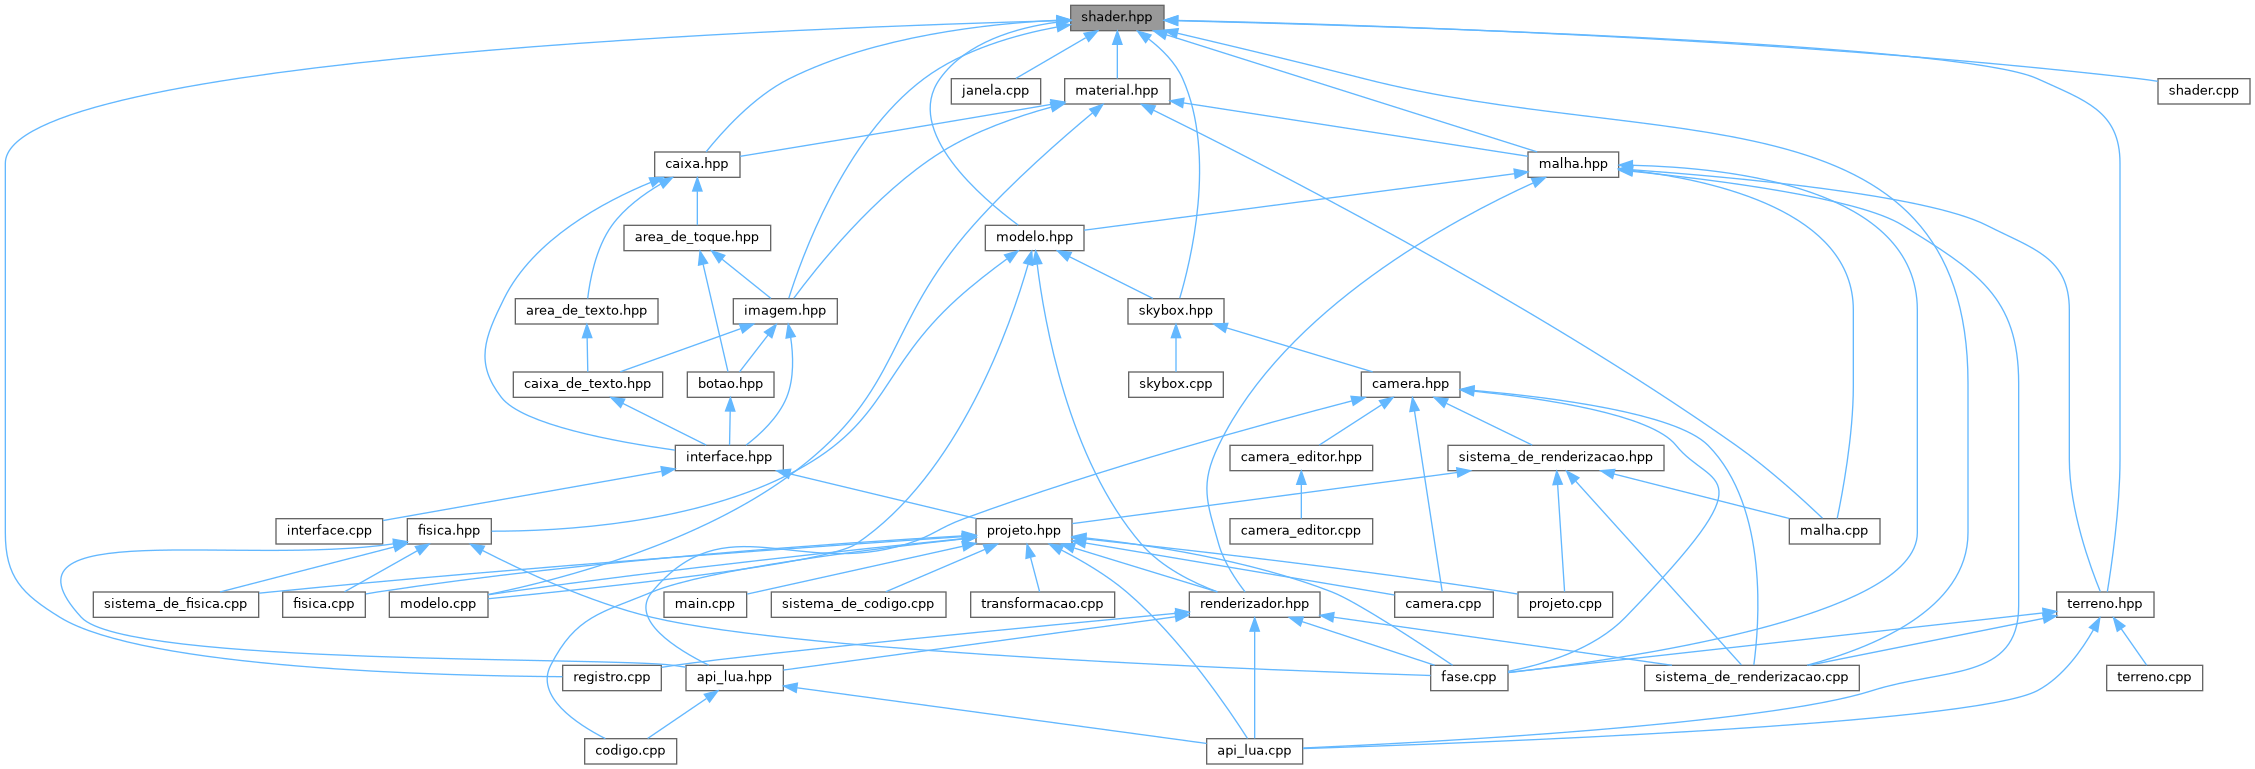 shader.hpp
janela.cpp
material.hpp
shader.cpp
caixa.hpp
malha.hpp
area_de_toque.hpp
modelo.hpp
area_de_texto.hpp
imagem.hpp
skybox.hpp
caixa_de_texto.hpp
botao.hpp
skybox.cpp
camera.hpp
interface.hpp
camera_editor.hpp
sistema_de_renderizacao.hpp
interface.cpp
fisica.hpp
projeto.hpp
camera_editor.cpp
malha.cpp
sistema_de_fisica.cpp
fisica.cpp
modelo.cpp
main.cpp
sistema_de_codigo.cpp
transformacao.cpp
renderizador.hpp
camera.cpp
projeto.cpp
terreno.hpp
registro.cpp
api_lua.hpp
fase.cpp
sistema_de_renderizacao.cpp
terreno.cpp
codigo.cpp
api_lua.cpp